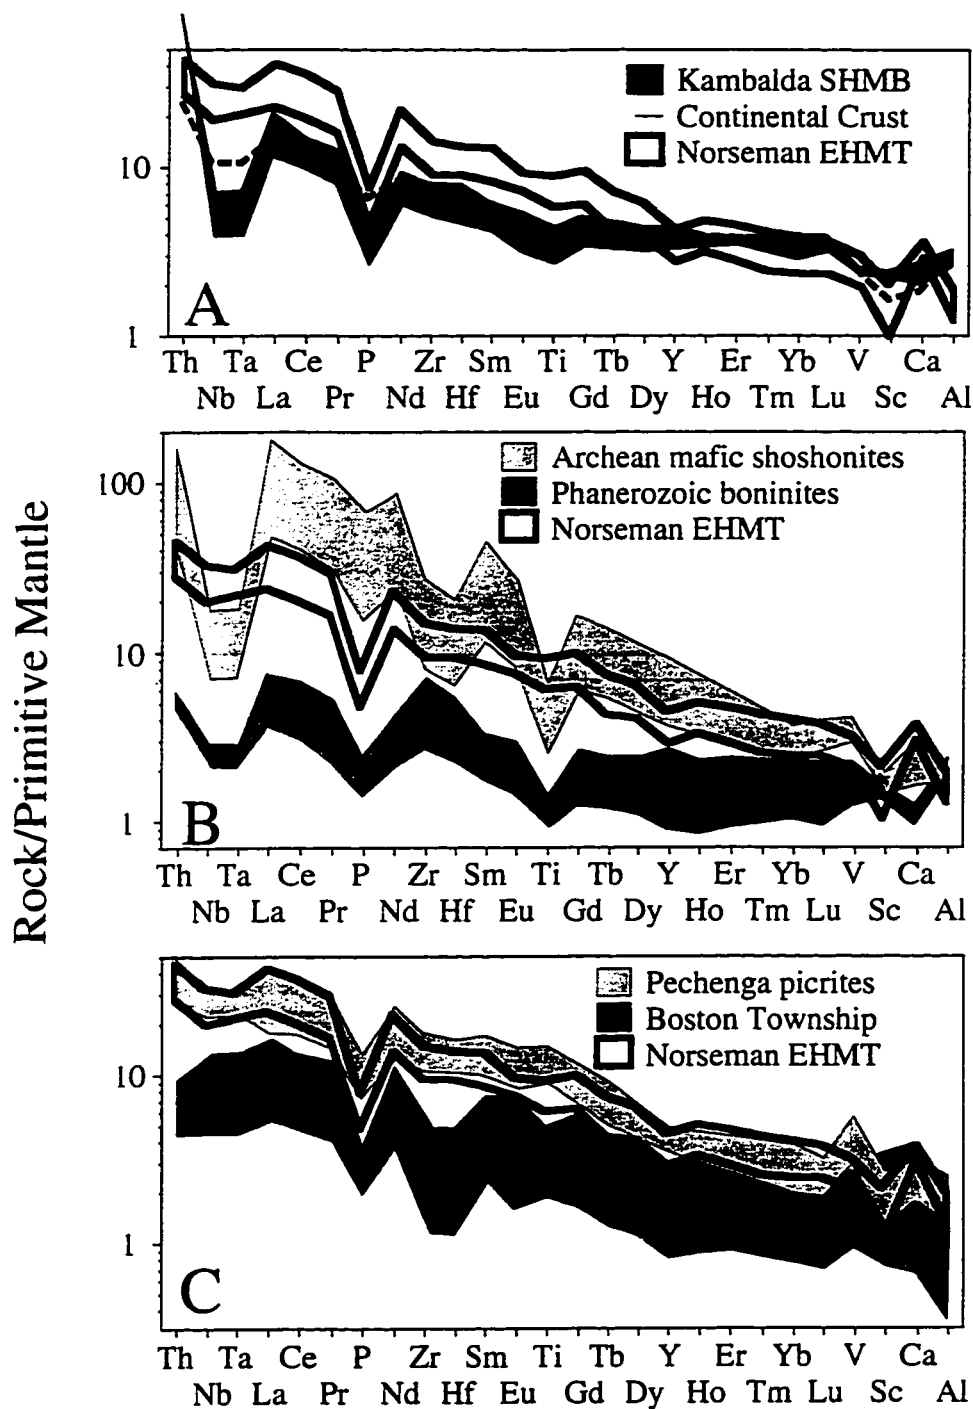 Rock/Primitive Mantle
Kambalda SHMB
Continental Crust
Norseman EHMT
10
1
A
Th Ta Ce P Zr Sm Ti Tb Y Er Yb V Ca
Nb La Pr Nd Hf Eu Gd Dy Ho Tm Lu Sc Al
Archean mafic shoshonites
Phanerozoic boninites
Norseman EHMT
100
10
1
B
Th Ta Ce P Zr Sm Ti Tb Y Er Yb V Ca
Nb La Pr Nd Hf Eu Gd Dy Ho Tm Lu Sc Al
Pechenga picrites
Boston Township
Norseman EHMT
10
1
C
Th Ta Ce P Zr Sm Ti Tb Y Er Yb V Ca
Nb La Pr Nd Hf Eu Gd Dy Ho Tm Lu Sc Al